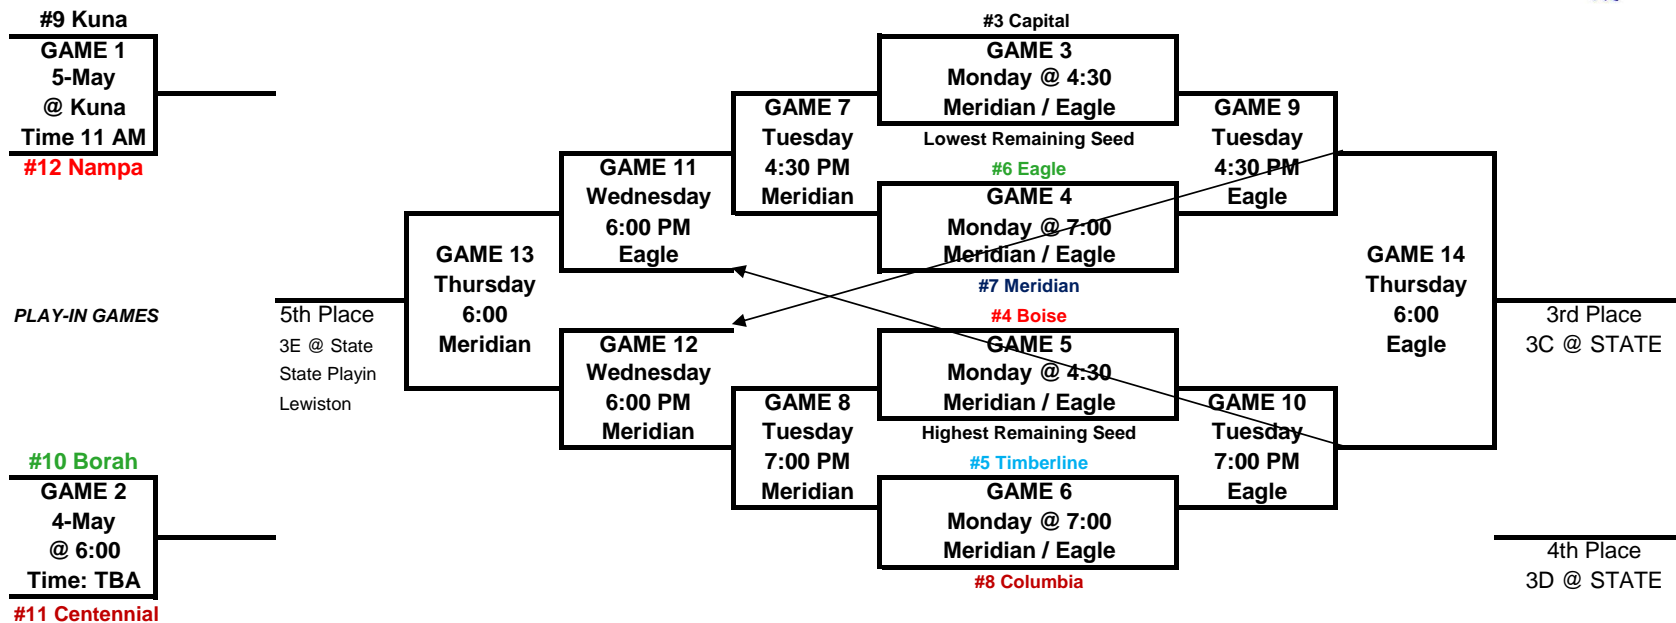 #9 Kuna
GAME 1
5-May
@ Kuna
Time 11 AM
#12 Nampa
PLAY-IN GAMES
#10 Borah
GAME 2
4-May
@ 6:00
Time: TBA
#11 Centennial
5th Place
3E @ State
State Playin
Lewiston
GAME 13
Thursday
6:00
Meridian
GAME 11
Wednesday
6:00 PM
Eagle
GAME 12
Wednesday
6:00 PM
Meridian
GAME 7
Tuesday
4:30 PM
Meridian
GAME 8
Tuesday
7:00 PM
Meridian
#3 Capital
GAME 3
Monday @ 4:30
Meridian / Eagle
Lowest Remaining Seed
#6 Eagle
GAME 4
Monday @ 7:00
Meridian / Eagle
#7 Meridian
#4 Boise
GAME 5
Monday @ 4:30
Meridian / Eagle
Highest Remaining Seed
#5 Timberline
GAME 6
Monday @ 7:00
Meridian / Eagle
#8 Columbia
GAME 9
Tuesday
4:30 PM
Eagle
GAME 10
Tuesday
7:00 PM
Eagle
GAME 14
Thursday
6:00
Eagle
3rd Place
3C @ STATE
4th Place
3D @ STATE